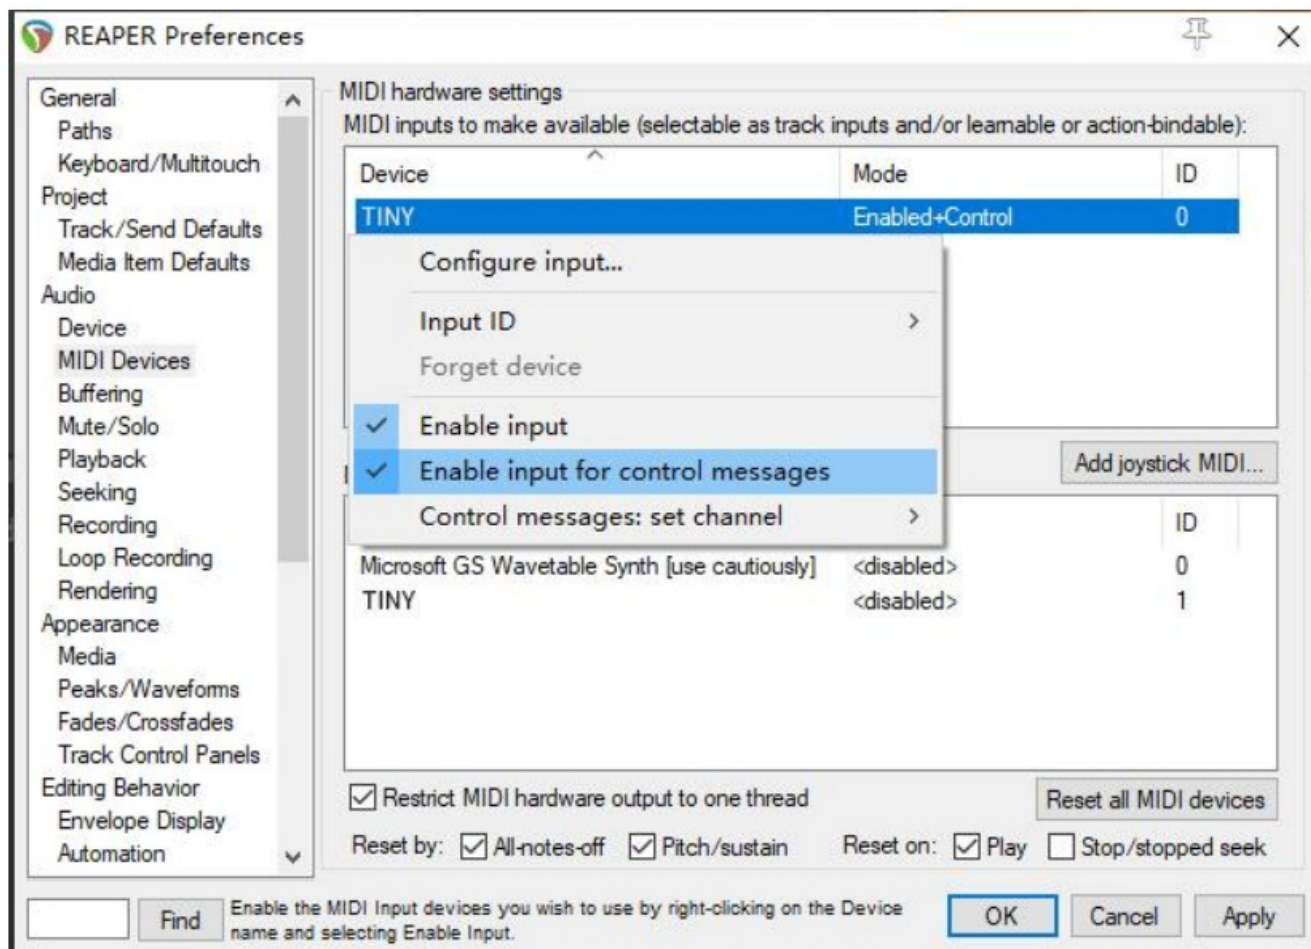 REAPER Preferences
General
Paths
Keyboard/Multitouch
Project
Track/Send Defaults
Media Item Defaults
Audio
Device
MIDI Devices
Buffering
Mute/Solo
Playback
Seeking
Recording
Loop Recording
Rendering
Appearance
Media
Peaks/Waveforms
Fades/Crossfades
Track Control Panels
Editing Behavior
Envelope Display
Automation
MIDI hardware settings
MIDI inputs to make available (selectable as track inputs and/or learnable or action-bindable):
Device Mode ID
TINY Enabled+Control 0
Configure input...
Input ID
Forget device
Enable input
Enable input for control messages
Control messages: set channel
Add joystick MIDI...
ID
Microsoft GS Wavetable Synth [use cautiously] <disabled> 0
TINY <disabled> 1
Restrict MIDI hardware output to one thread
Reset all MIDI devices
Reset by: All-notes-off Pitch/sustain Reset on: Play Stop/stopped seek
Find
Enable the MIDI Input devices you wish to use by right-clicking on the Device
name and selecting Enable Input.
OK Cancel Apply